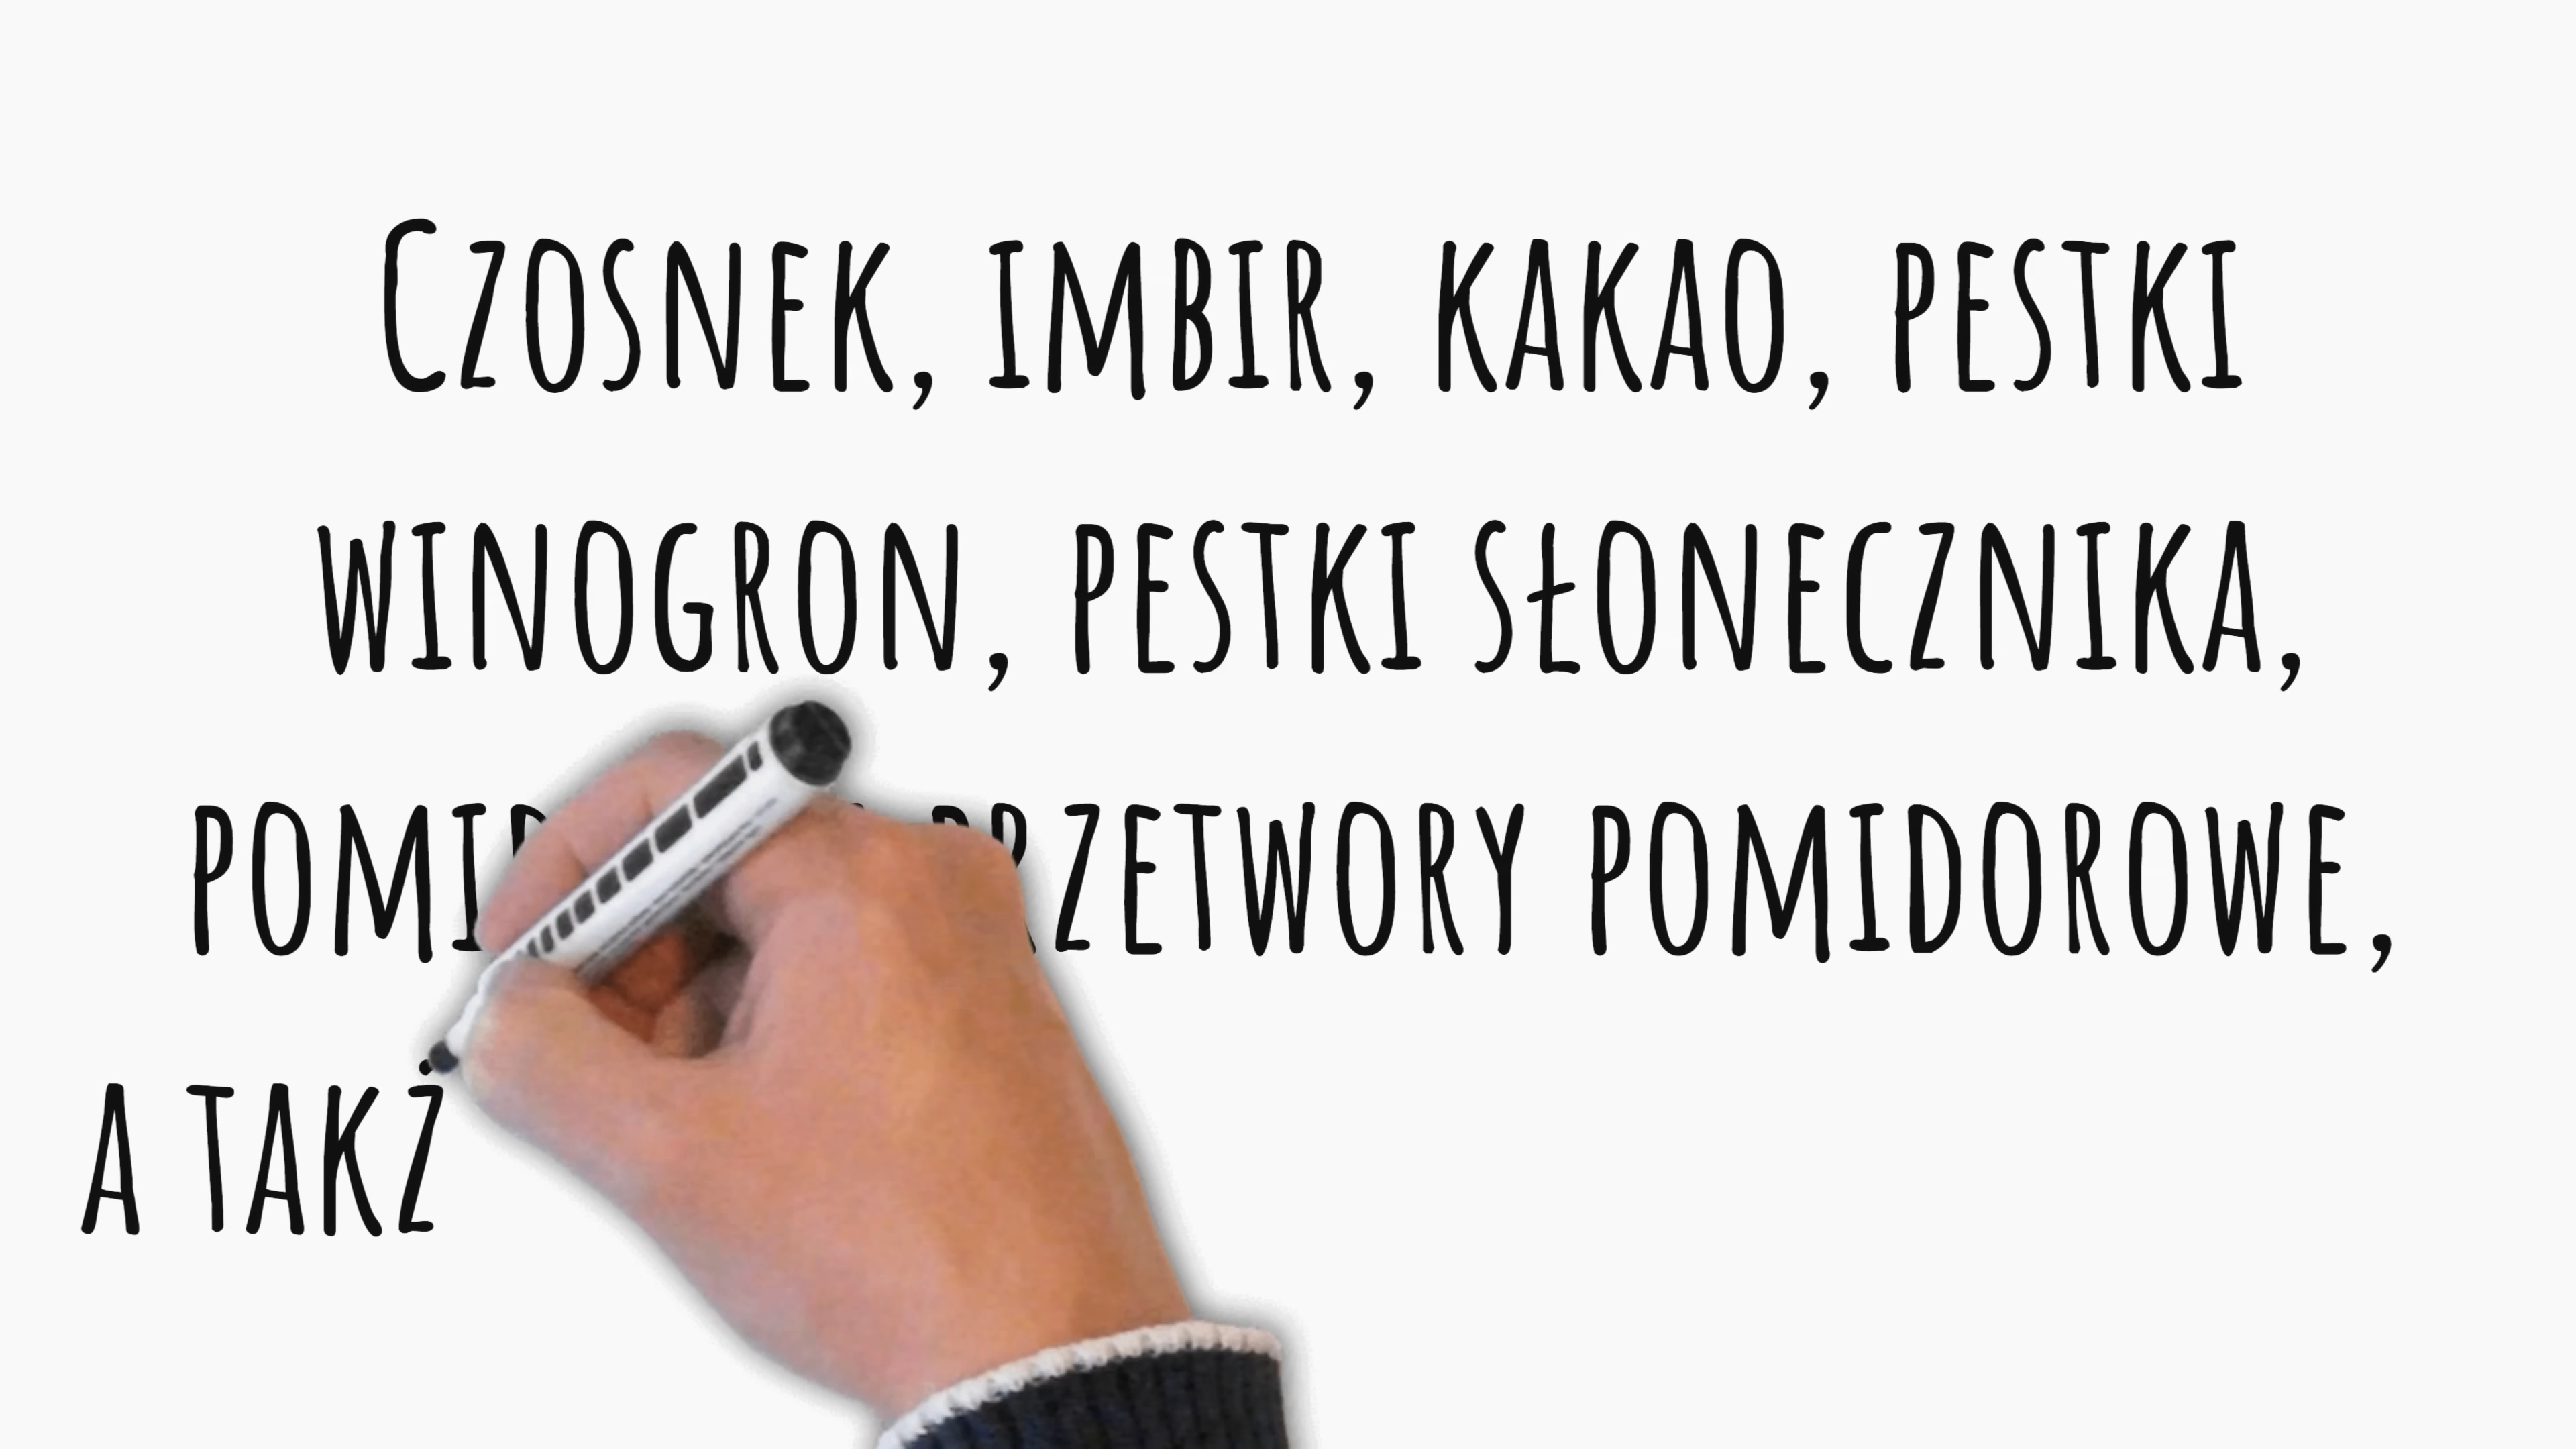 Czosnek, imbir, kakao, pestki
winogron, pestki słonecznika,
przetwory pomidorowe,
a takż